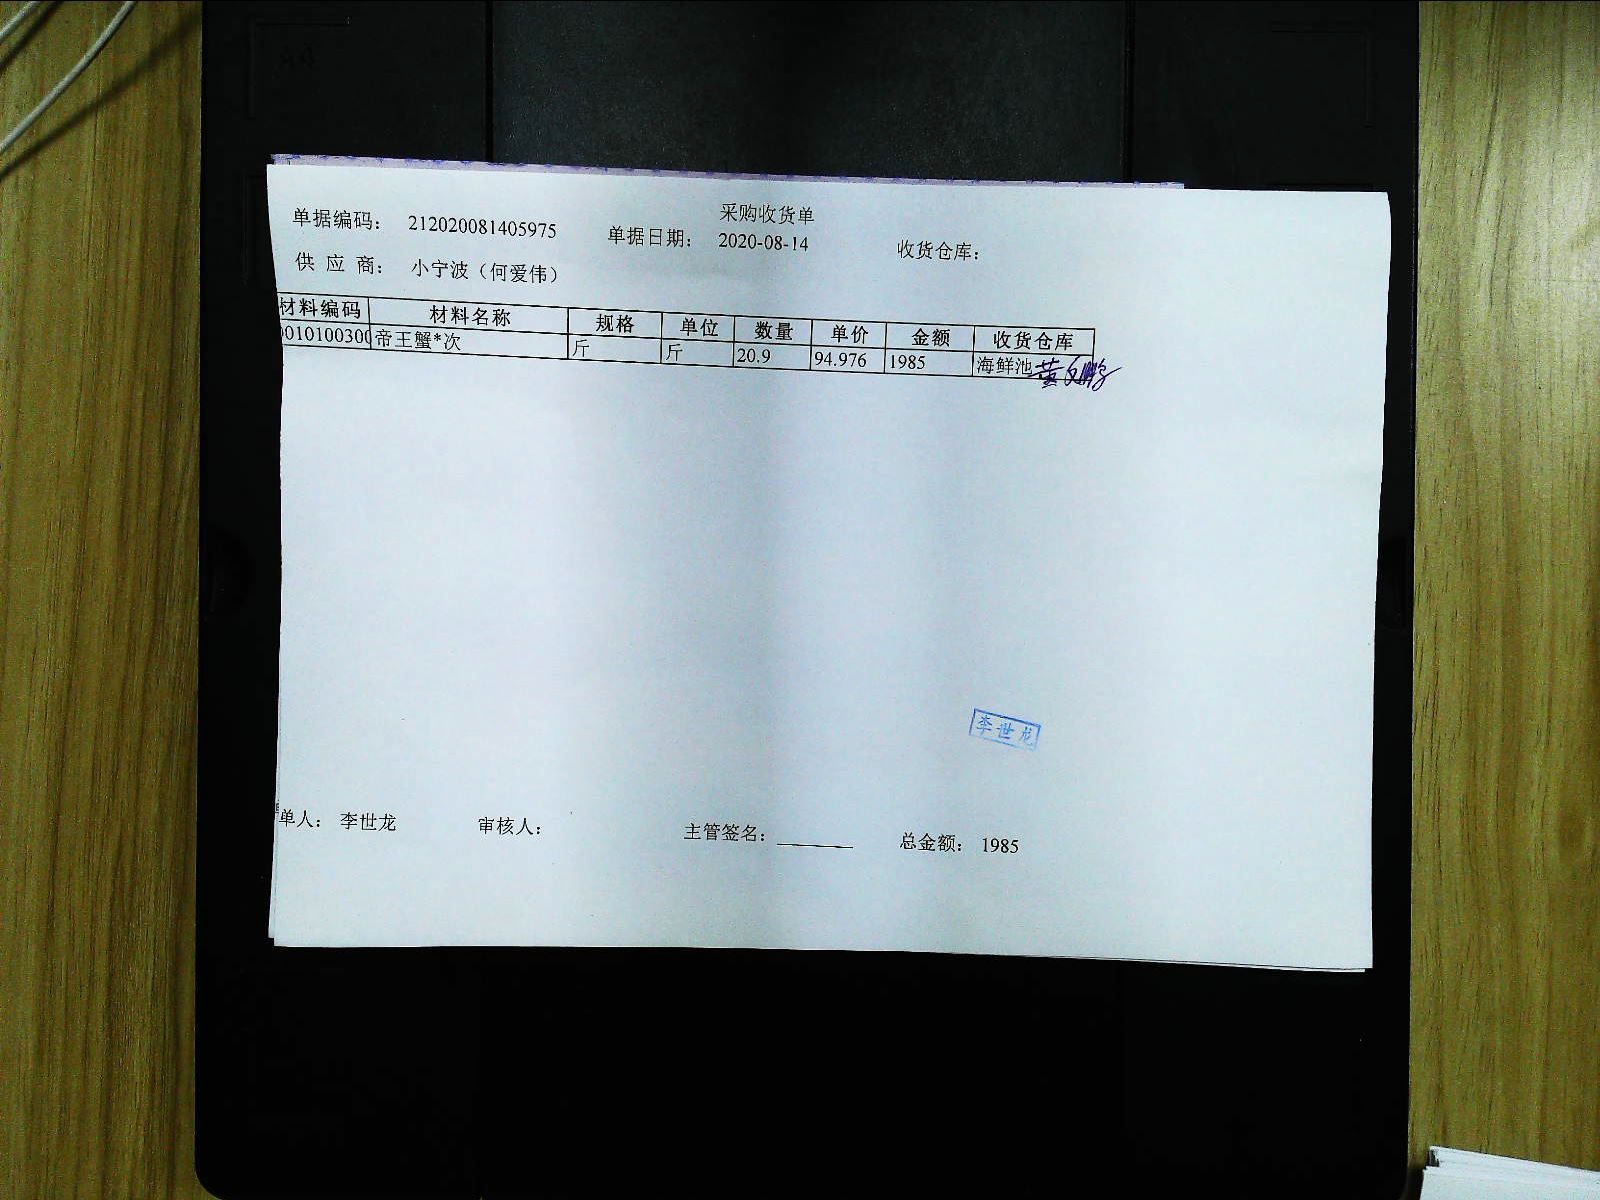 采购收货单
单据编码： 212020081405975 单据日期： 2020-08-14 收货仓库：
供 应 商： 小宁波（何爱伟）
材料编码 材料名称 规格 单位 数量 单价 金额 收货仓库
0010100300 帝王蟹*次 斤 斤 20.9 94.976 1985 海鲜池 黄文鹏
李世龙
单人： 李世龙 审核人： 主管签名： 总金额： 1985